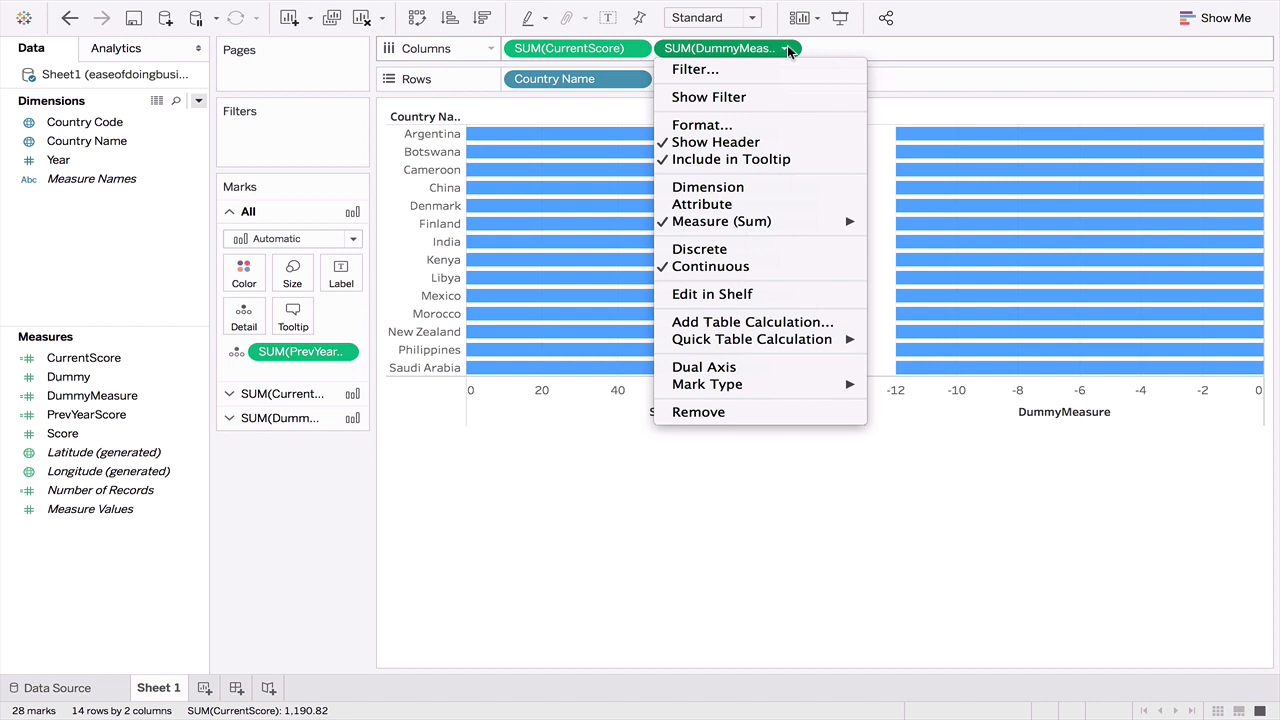 Standard
Show Me
Data
Analytics
Pages
Columns
SUM(CurrentScore)
SUM(DummyMeas..
Sheet1 (easeofdoingbusi...
Rows
Country Name
Dimensions
Country Code
Country Name
Year
Abc Measure Names
Filters
Marks
All
Automatic
Color
Size
Label
Detail
Tooltip
SUM(PrevYear..
SUM(Current...
SUM(Dumm...
Measures
CurrentScore
Dummy
DummyMeasure
PrevYearScore
Score
Latitude (generated)
Longitude (generated)
Number of Records
Measure Values
Country Na..
Argentina
Botswana
Cameroon
China
Denmark
Finland
India
Kenya
Libya
Mexico
Morocco
New Zealand
Philippines
Saudi Arabia
0 20 40 60
S
-12 -10 -8 -6 -4 -2 0
DummyMeasure
Filter...
Show Filter
Format...
Show Header
Include in Tooltip
Dimension
Attribute
Measure (Sum)
Discrete
Continuous
Edit in Shelf
Add Table Calculation...
Quick Table Calculation
Dual Axis
Mark Type
Remove
Data Source
Sheet 1
28 marks 14 rows by 2 columns SUM(CurrentScore): 1,190.82